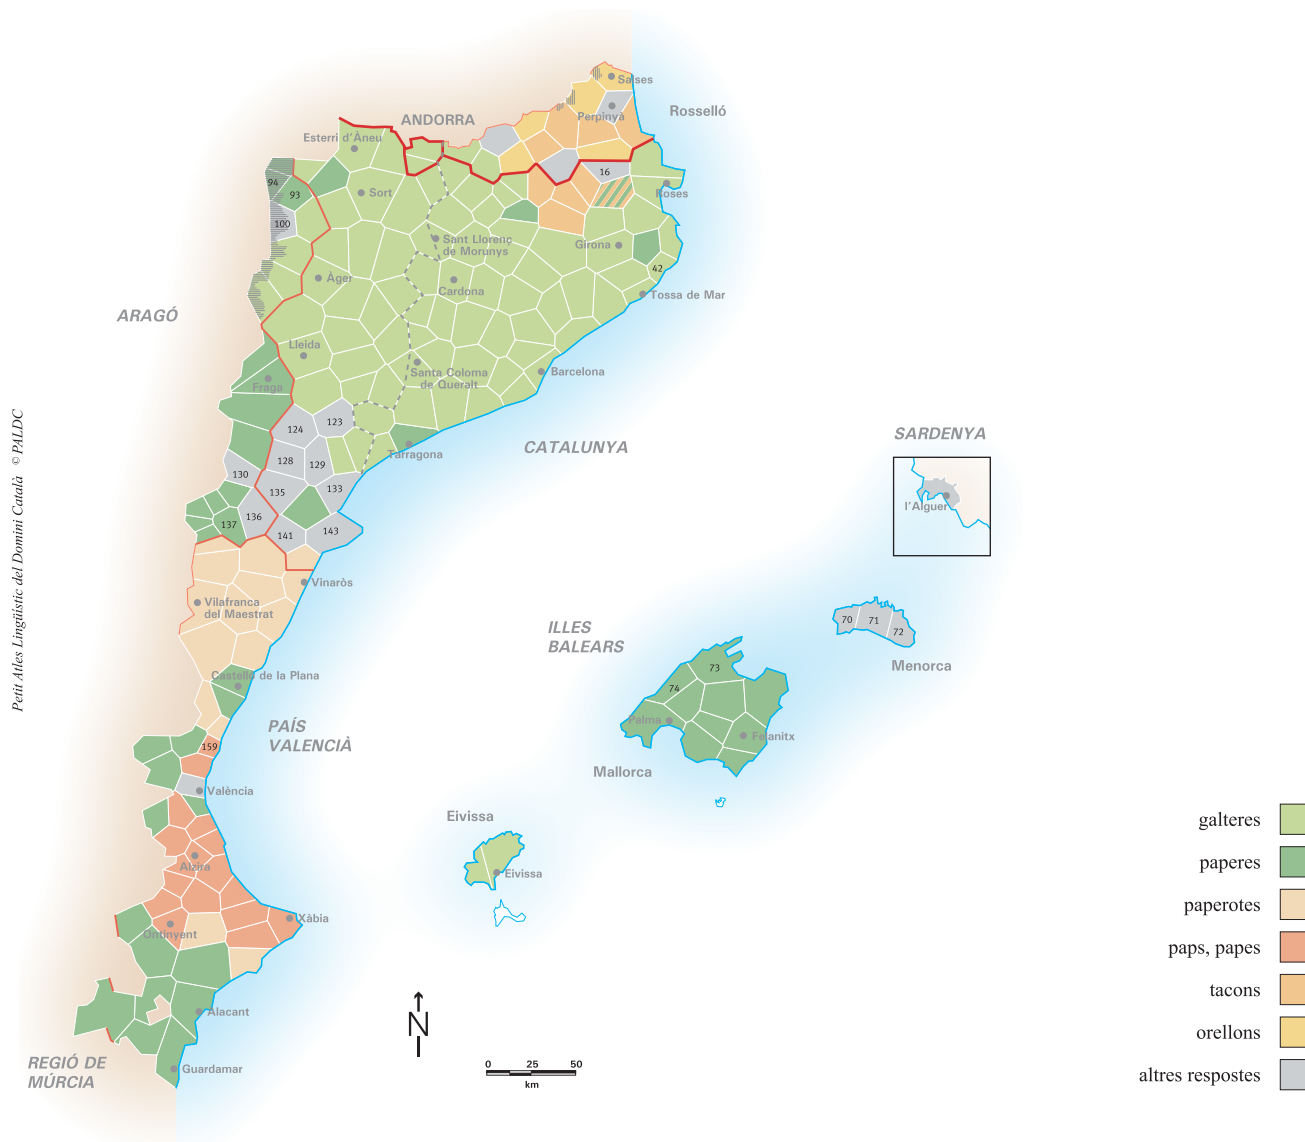 Salses
Rosselló
Perpinyà
ANDORRA
Esterri d'Àneu
16
94
93
Sort
Roses
100
Sant Llorenç
de Morunys
Girona
42
Àger
Cardona
Tossa de Mar
ARAGÓ
Lleida
Santa Coloma
de Queralt
Barcelona
Fraga
123
124
CATALUNYA
Tarragona
SARDENYA
128
129
130
135
133
l'Alguer
136
137
141
143
Vinaròs
Vilafranca
del Maestrat
ILLES
BALEARS
70
71
72
Menorca
73
74
Castelló de la Plana
Palma
Felanitx
PAÍS
VALENCIÀ
159
Mallorca
València
Eivissa
Alzira
Eivissa
Xàbia
Ontinyent
Alacant
N
REGIÓ DE
MÚRCIA
Guardamar
0 25 50
km
galteres
paperes
paperotes
paps, papes
tacons
orellons
altres respostes
Petit Atles Lingüístic del Domini Català © PALDC